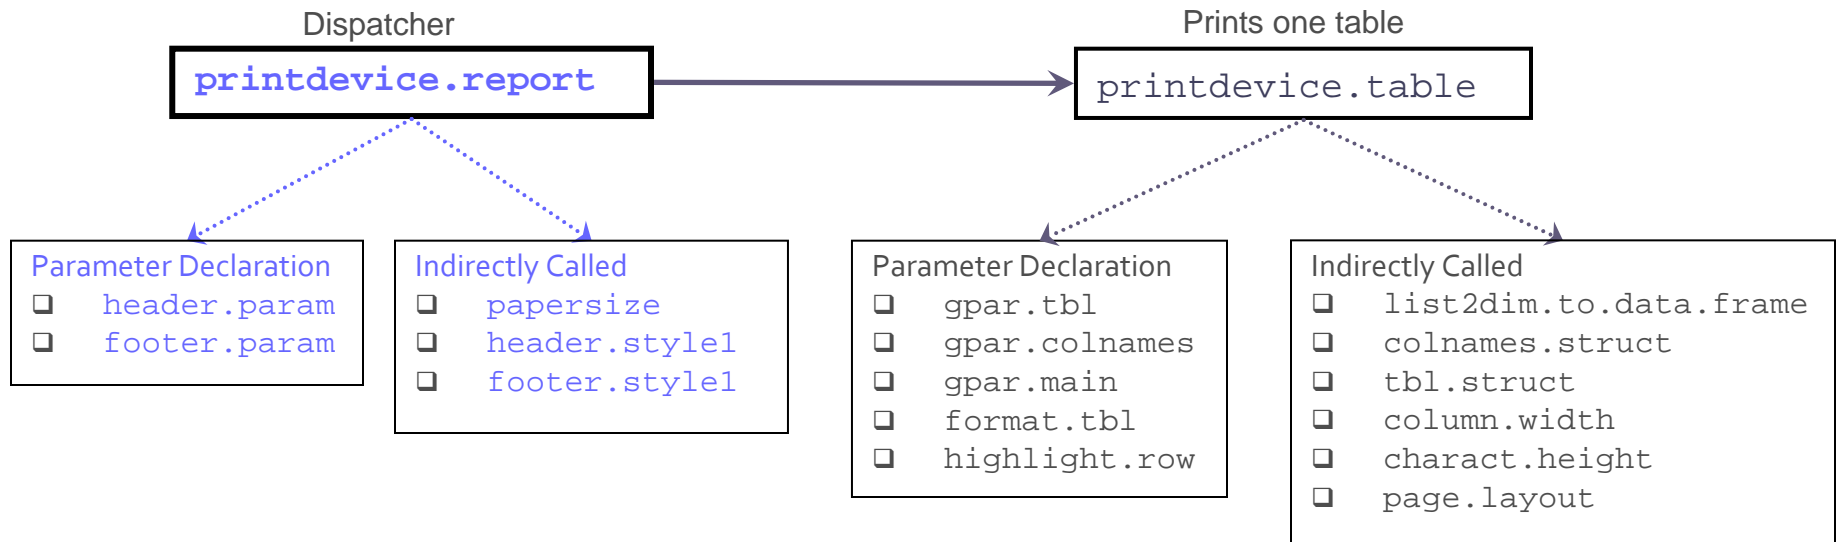 Dispatcher
printdevice.report
Prints one table
printdevice.table
Parameter Declaration
❑ header.param
❑ footer.param
Indirectly Called
❑ papersize
❑ header.style1
❑ footer.style1
Parameter Declaration
❑ gpar.tbl
❑ gpar.colnames
❑ gpar.main
❑ format.tbl
❑ highlight.row
Indirectly Called
❑ list2dim.to.data.frame
❑ colnames.struct
❑ tbl.struct
❑ column.width
❑ charact.height
❑ page.layout